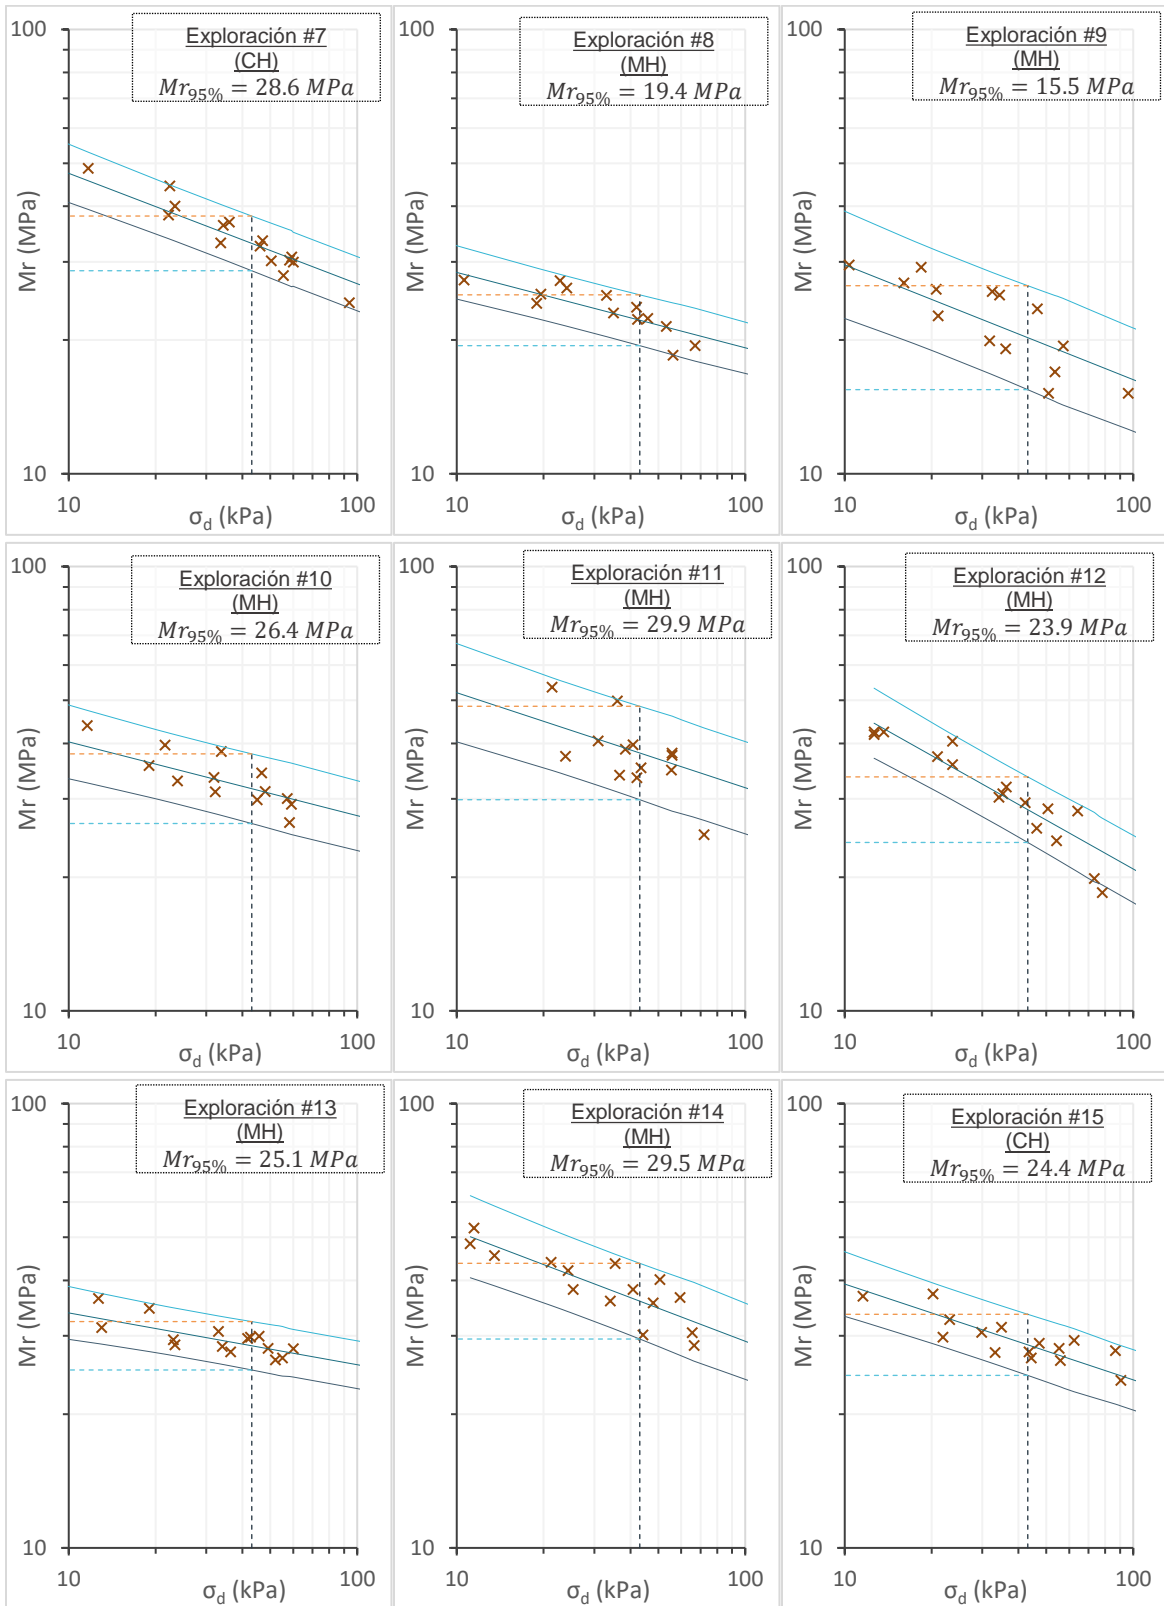 Exploración #7
(CH)
Mr95% = 28.6 MPa
100
10
Mr (MPa)
10
100
σd (kPa)
Exploración #8
(MH)
Mr95% = 19.4 MPa
100
10
Mr (MPa)
10
100
σd (kPa)
Exploración #9
(MH)
Mr95% = 15.5 MPa
100
10
Mr (MPa)
10
100
σd (kPa)
Exploración #10
(MH)
Mr95% = 26.4 MPa
100
10
Mr (MPa)
10
100
σd (kPa)
Exploración #11
(MH)
Mr95% = 29.9 MPa
100
10
Mr (MPa)
10
100
σd (kPa)
Exploración #12
(MH)
Mr95% = 23.9 MPa
100
10
Mr (MPa)
10
100
σd (kPa)
Exploración #13
(MH)
Mr95% = 25.1 MPa
100
10
Mr (MPa)
10
100
σd (kPa)
Exploración #14
(MH)
Mr95% = 29.5 MPa
100
10
Mr (MPa)
10
100
σd (kPa)
Exploración #15
(CH)
Mr95% = 24.4 MPa
100
10
Mr (MPa)
10
100
σd (kPa)